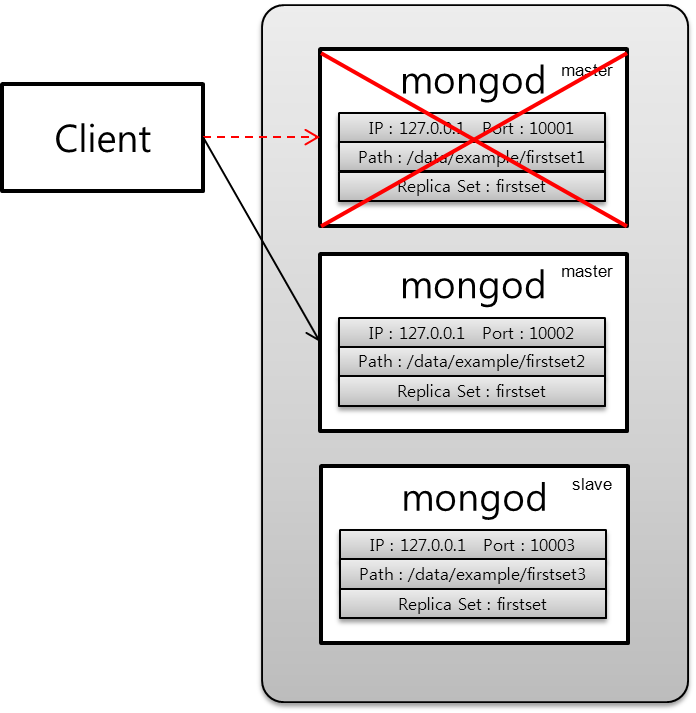 Client
mongod
master
IP : 127.0.0.1 Port : 10001
Path : /data/example/firstset1
Replica Set : firstset
mongod
master
IP : 127.0.0.1 Port : 10002
Path : /data/example/firstset2
Replica Set : firstset
mongod
slave
IP : 127.0.0.1 Port : 10003
Path : /data/example/firstset3
Replica Set : firstset